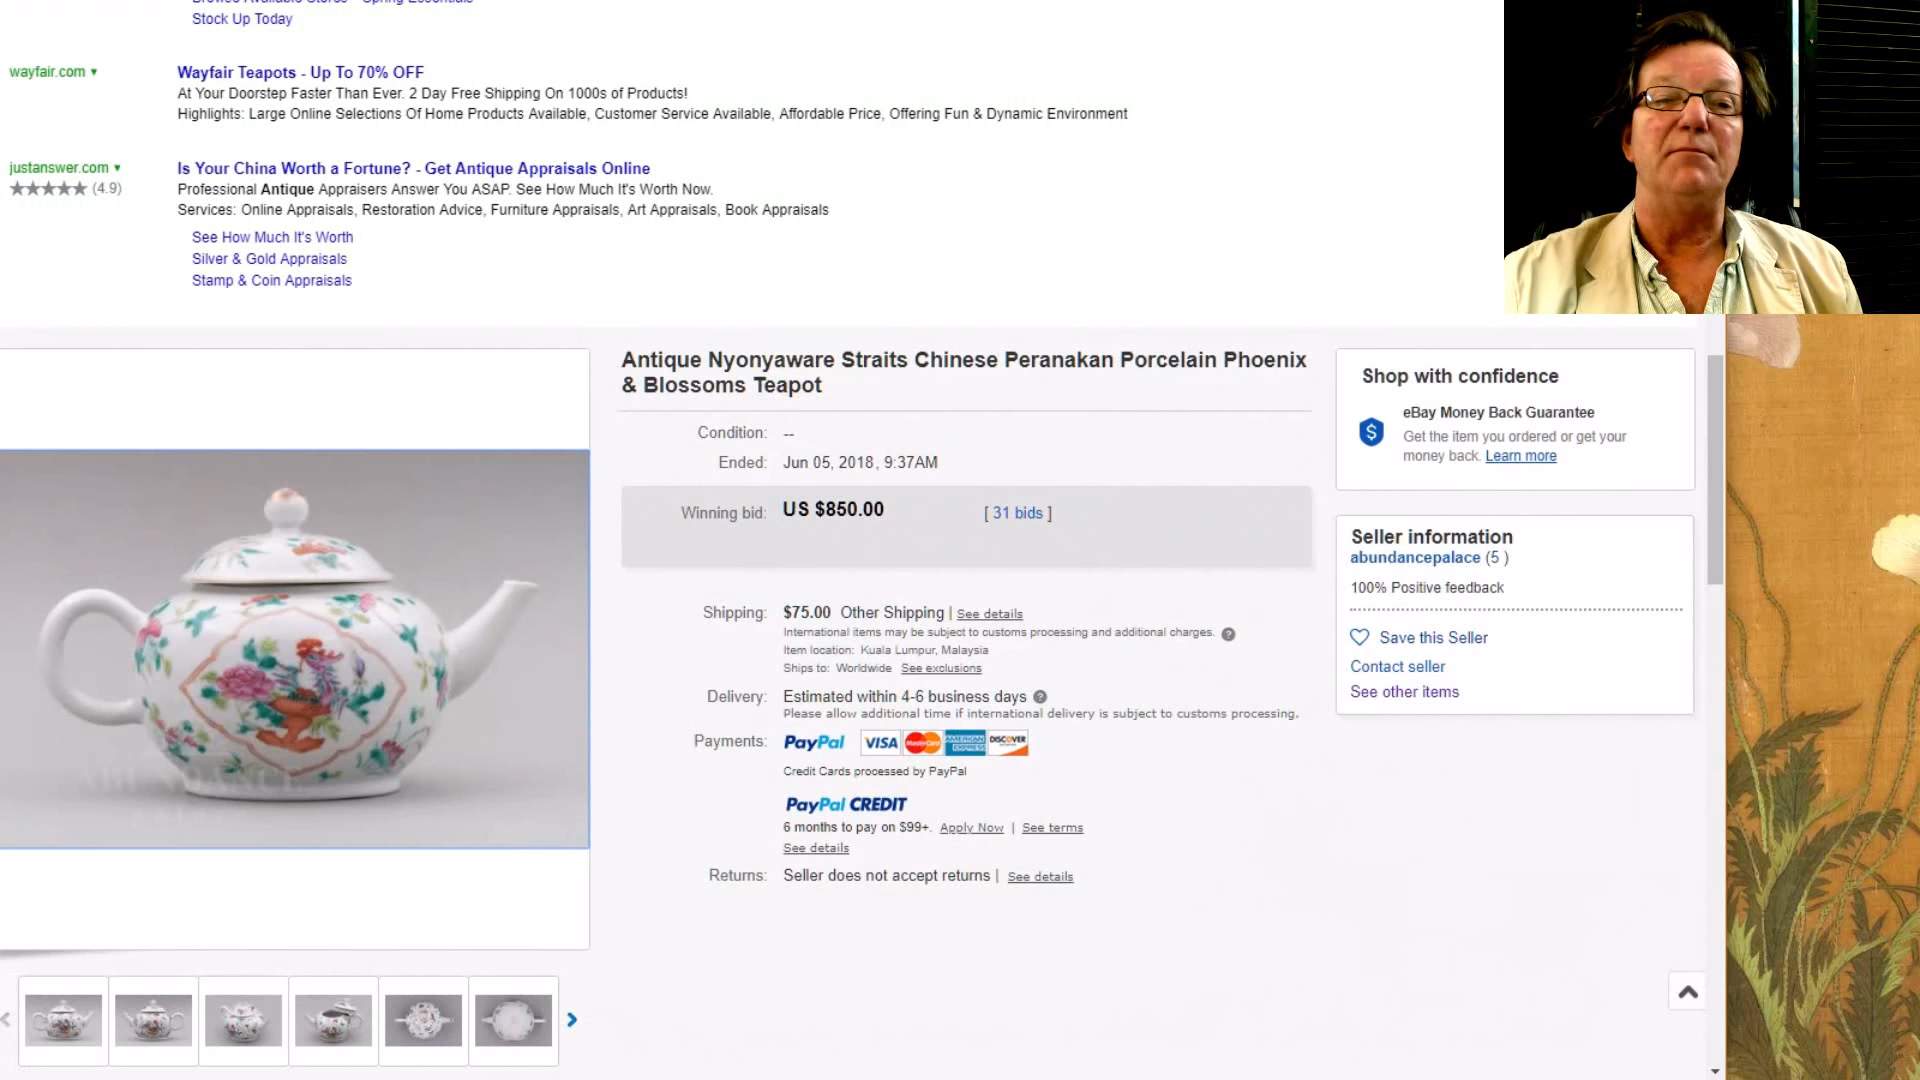 Browse Available Stores - Spring Essentials
Stock Up Today
wayfair.com
Wayfair Teapots - Up To 70% OFF
At Your Doorstep Faster Than Ever. 2 Day Free Shipping On 1000s of Products!
Highlights: Large Online Selections Of Home Products Available, Customer Service Available, Affordable Price, Offering Fun & Dynamic Environment
justanswer.com
Is Your China Worth a Fortune? - Get Antique Appraisals Online
(4.9)
Professional Antique Appraisers Answer You ASAP. See How Much It's Worth Now.
Services: Online Appraisals, Restoration Advice, Furniture Appraisals, Art Appraisals, Book Appraisals
See How Much It's Worth
Silver & Gold Appraisals
Stamp & Coin Appraisals
Antique Nyonyaware Straits Chinese Peranakan Porcelain Phoenix
& Blossoms Teapot
Condition: --
Ended: Jun 05, 2018, 9:37AM
Winning bid: US $850.00 [ 31 bids ]
Shipping: $75.00 Other Shipping | See details
International items may be subject to customs processing and additional charges. ?
Item location: Kuala Lumpur, Malaysia
Ships to: Worldwide See exclusions
Delivery: Estimated within 4-6 business days ?
Please allow additional time if international delivery is subject to customs processing.
Payments: PayPal VISA MasterCard AMERICAN EXPRESS DISCOVER
Credit Cards processed by PayPal
PayPal CREDIT
6 months to pay on $99+. Apply Now | See terms
See details
Returns: Seller does not accept returns | See details
Shop with confidence
eBay Money Back Guarantee
$
Get the item you ordered or get your
money back. Learn more
Seller information
abundancepalace (5 )
100% Positive feedback
Save this Seller
Contact seller
See other items